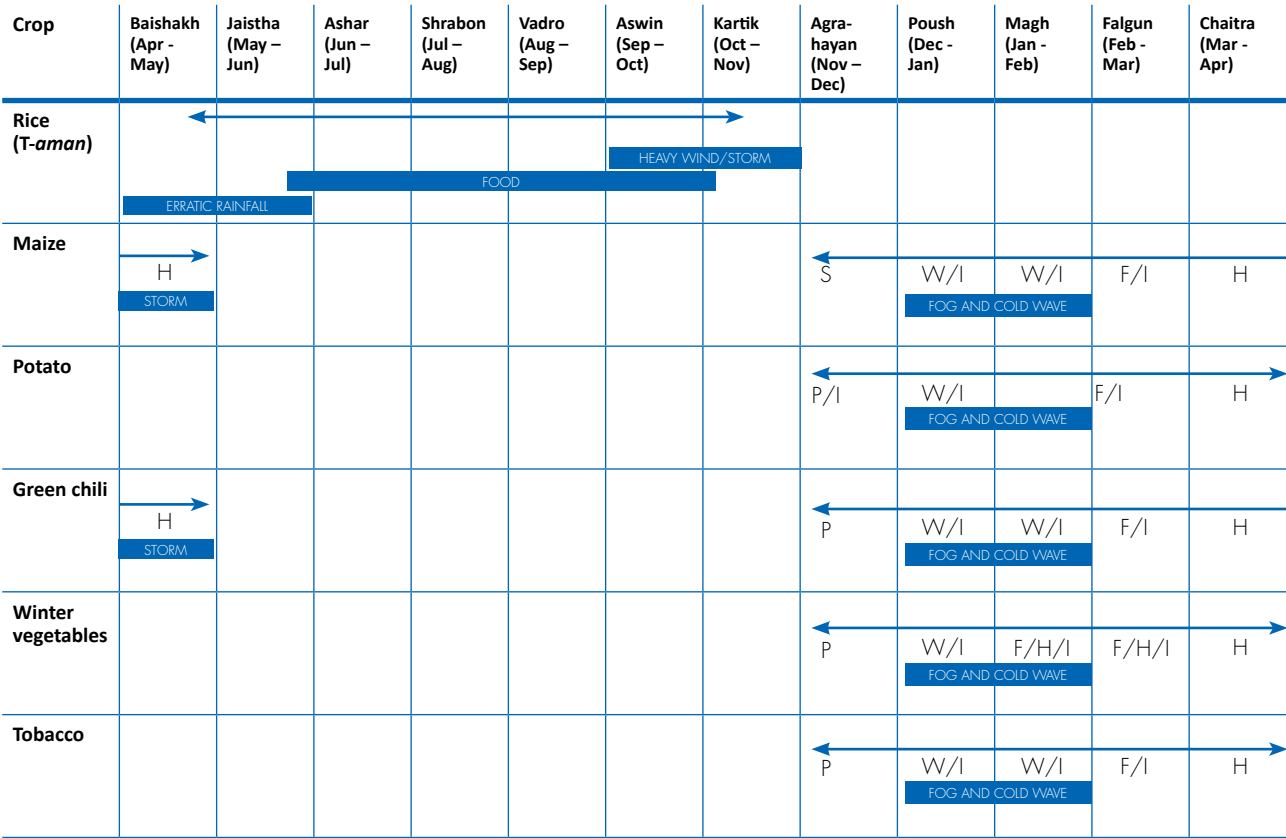 Crop
Baishakh
(Apr -
May)
Jaistha
(May –
Jun)
Ashar
(Jun –
Jul)
Shrabon
(Jul –
Aug)
Vadro
(Aug –
Sep)
Aswin
(Sep –
Oct)
Kartik
(Oct –
Nov)
Agra-
hayan
(Nov –
Dec)
Poush
(Dec -
Jan)
Magh
(Jan -
Feb)
Falgun
(Feb -
Mar)
Chaitra
(Mar -
Apr)
Rice
(T-aman)
HEAVY WIND/STORM
FOOD
ERRATIC RAINFALL
Maize
H
STORM
S
W/I
W/I
F/I
H
FOG AND COLD WAVE
Potato
P/I
W/I
F/I
H
FOG AND COLD WAVE
Green chili
H
STORM
P
W/I
W/I
F/I
H
FOG AND COLD WAVE
Winter
vegetables
P
W/I
F/H/I
F/H/I
H
FOG AND COLD WAVE
Tobacco
P
W/I
W/I
F/I
H
FOG AND COLD WAVE